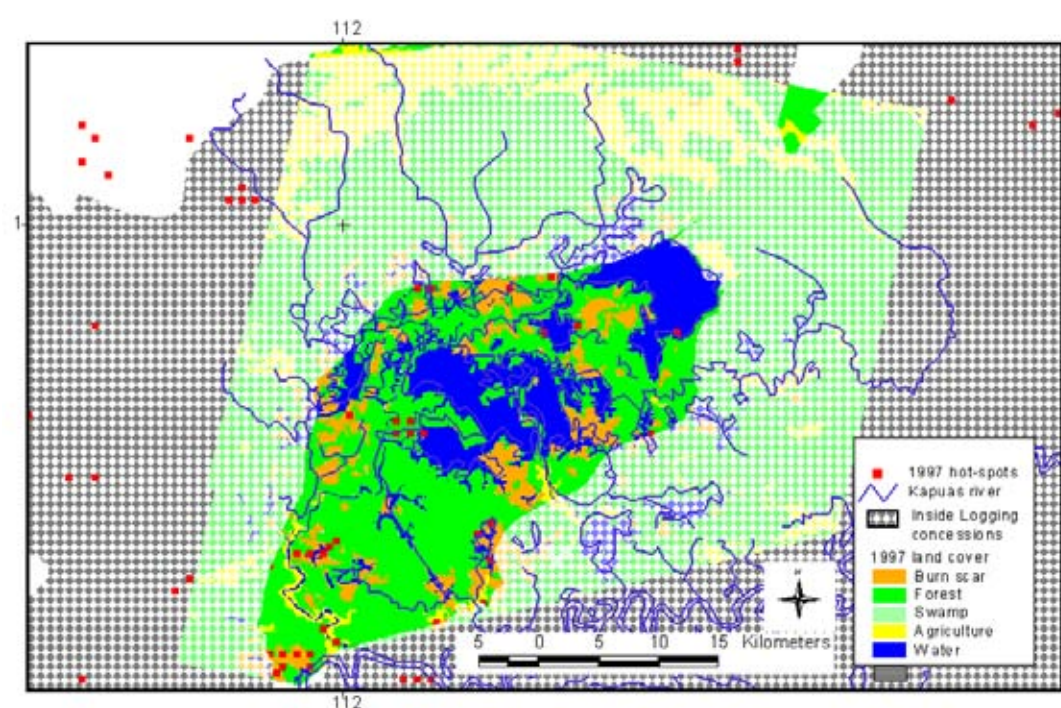 112
1
1997 hot-spots
Kapuas river
Inside Logging
concessions
1997 land cover
Burn scar
Forest
Swamp
Agriculture
Water
5 0 5 10 15 Kilometers
112